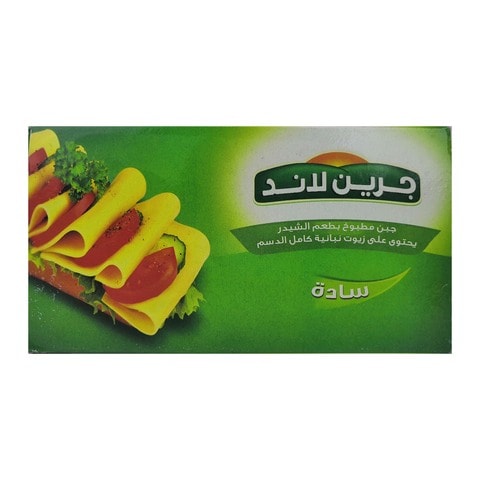 جرين لاند
جبن مطبوخ بطعم الشيدر
يحتوى على زيوت نباتية كامل الدسم
سادة